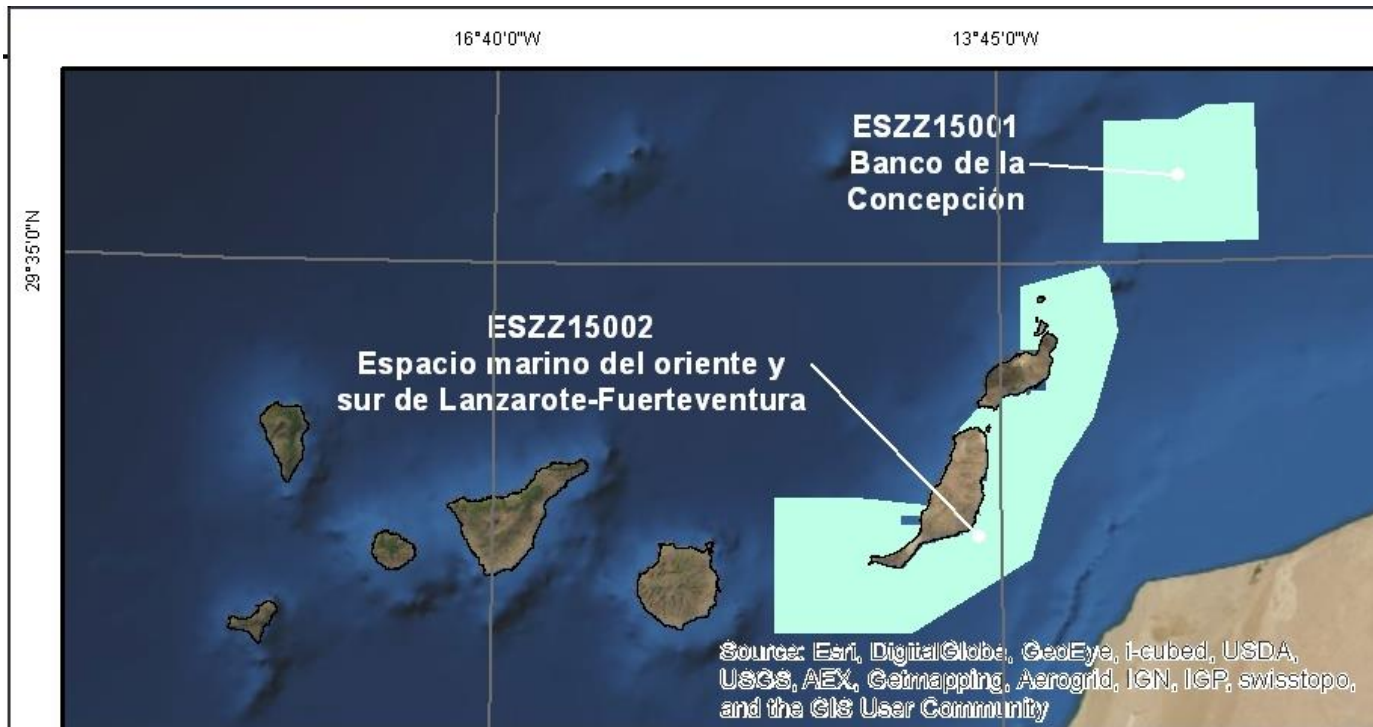 16°40'0"W
13°45'0"W
29°35'0"N
ESZZ15001
Banco de la
Concepción
ESZZ15002
Espacio marino del oriente y
sur de Lanzarote-Fuerteventura
Source: Esri, DigitalGlobe, GeoEye, i-cubed, USDA,
USGS, AEX, Getmapping, Aerogrid, IGN, IGP, swisstopo,
and the GIS User Community